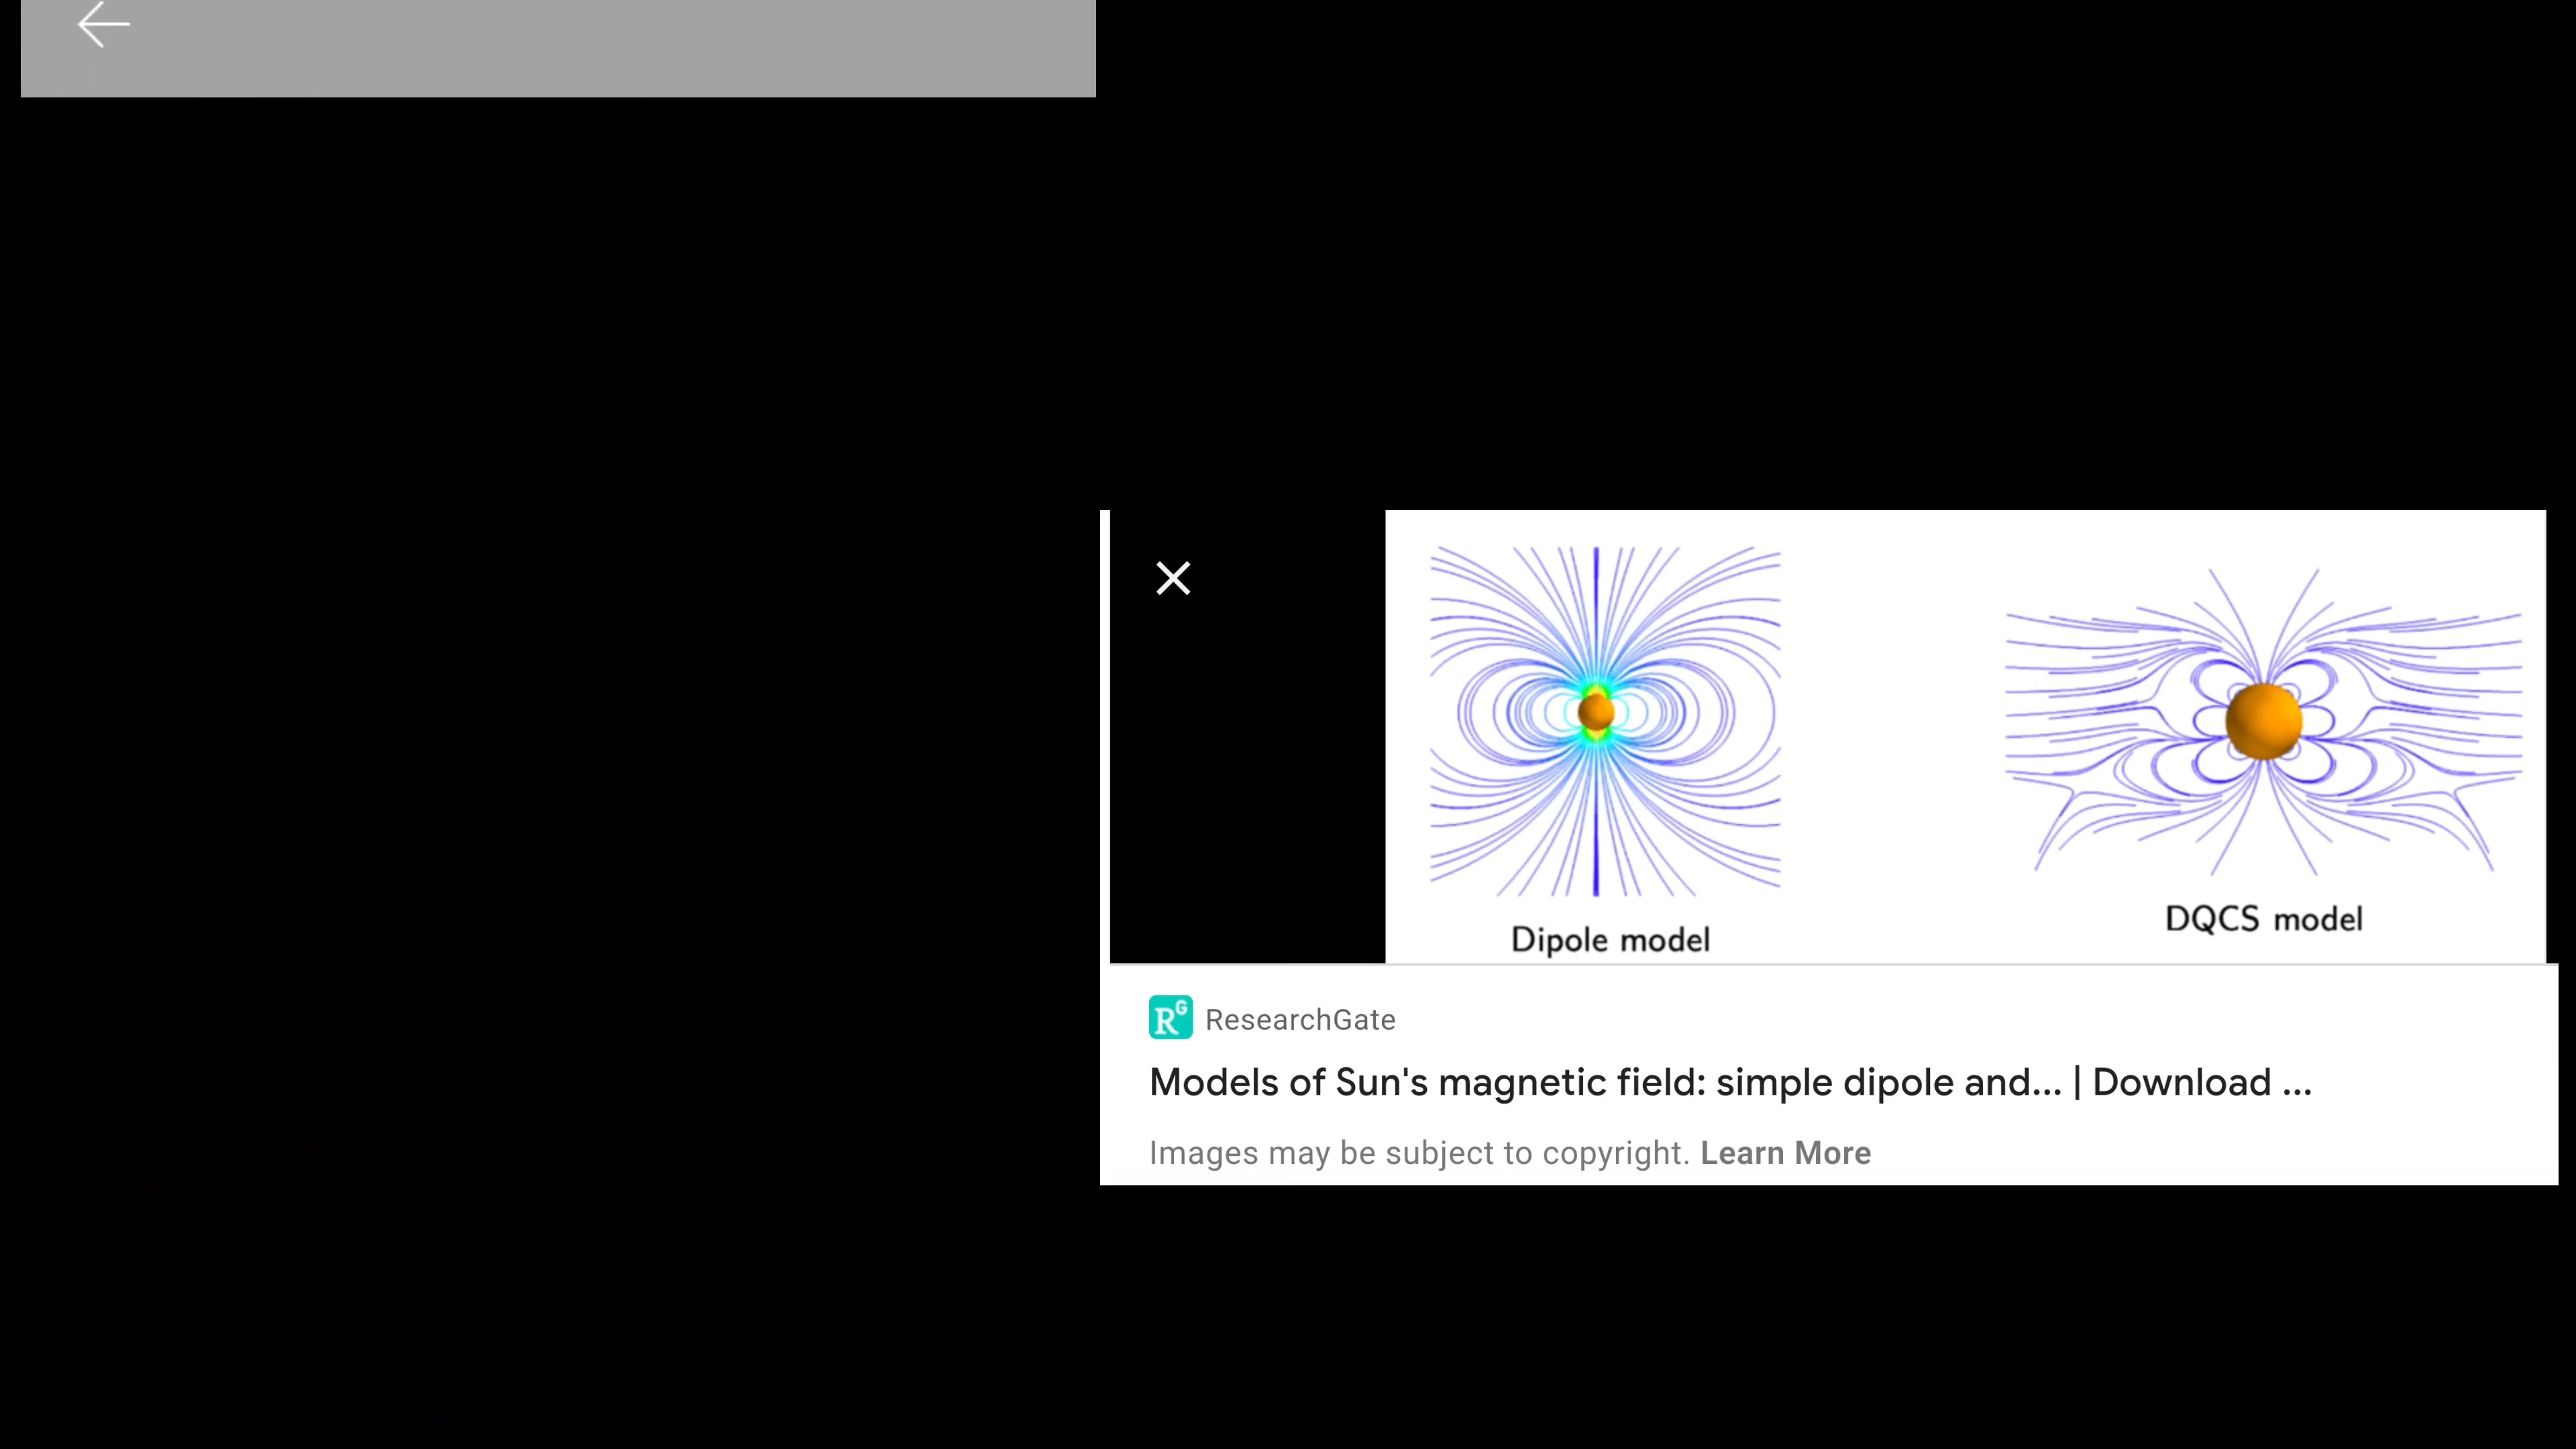 Dipole model
DQCS model
RG ResearchGate
Models of Sun's magnetic field: simple dipole and... | Download ...
Images may be subject to copyright. Learn More